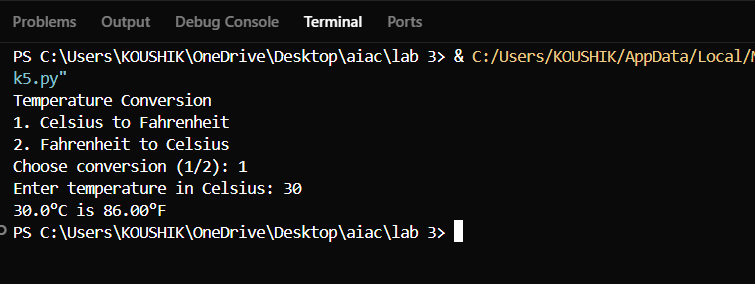 Problems Output Debug Console Terminal Ports
PS C:\Users\KOUSHIK\OneDrive\Desktop\aiac\lab 3> & C:/Users/KOUSHIK/AppData/Local/
k5.py"
Temperature Conversion
1. Celsius to Fahrenheit
2. Fahrenheit to Celsius
Choose conversion (1/2): 1
Enter temperature in Celsius: 30
30.0°C is 86.00°F
PS C:\Users\KOUSHIK\OneDrive\Desktop\aiac\lab 3>